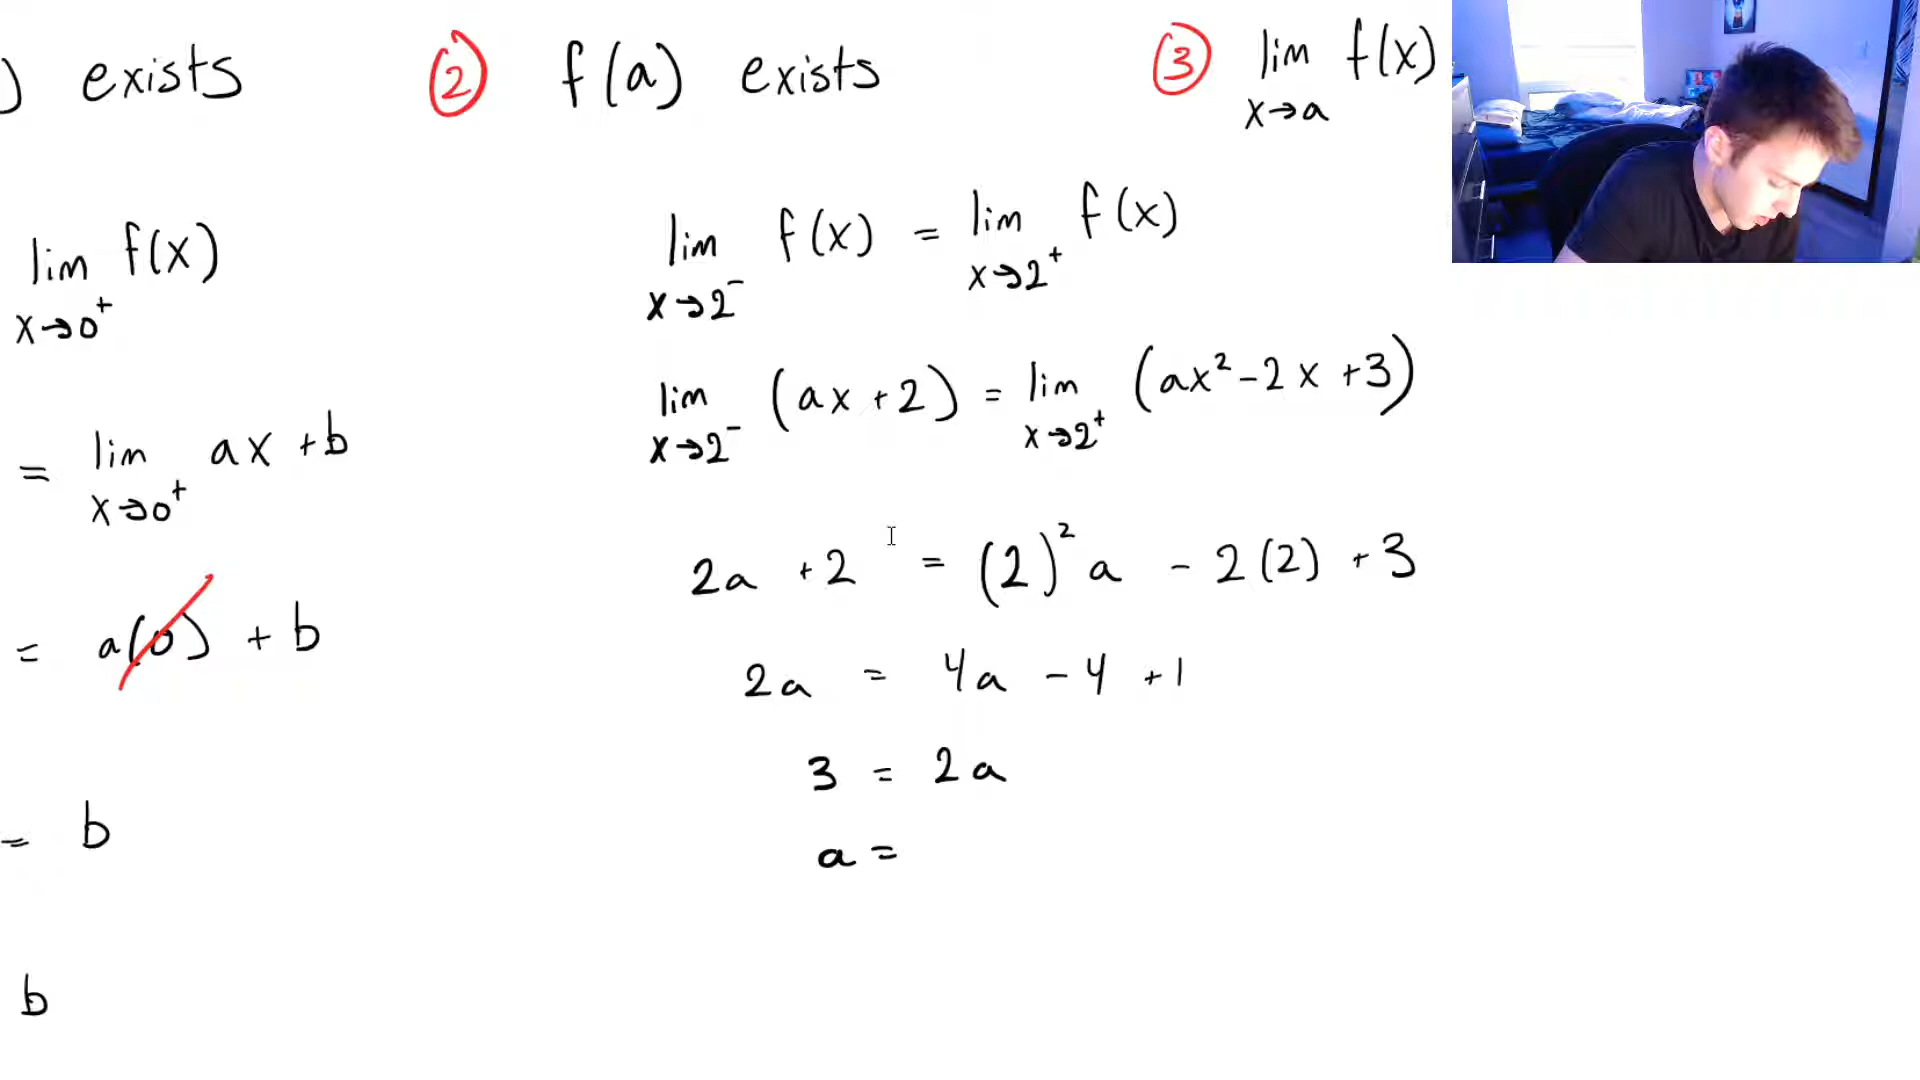 ) exists ② f(a) exists ③ lim f(x)
x→a
lim f(x)
x→0⁺
= lim ax + b
x→0⁺
= a(0) + b
= b
b
lim f(x) = lim f(x)
x→2⁻ x→2⁺
lim (ax + 2) = lim (ax² - 2x + 3)
x→2⁻ x→2⁺
2a + 2 = (2)² a - 2(2) + 3
2a = 4a - 4 + 1
3 = 2a
a =